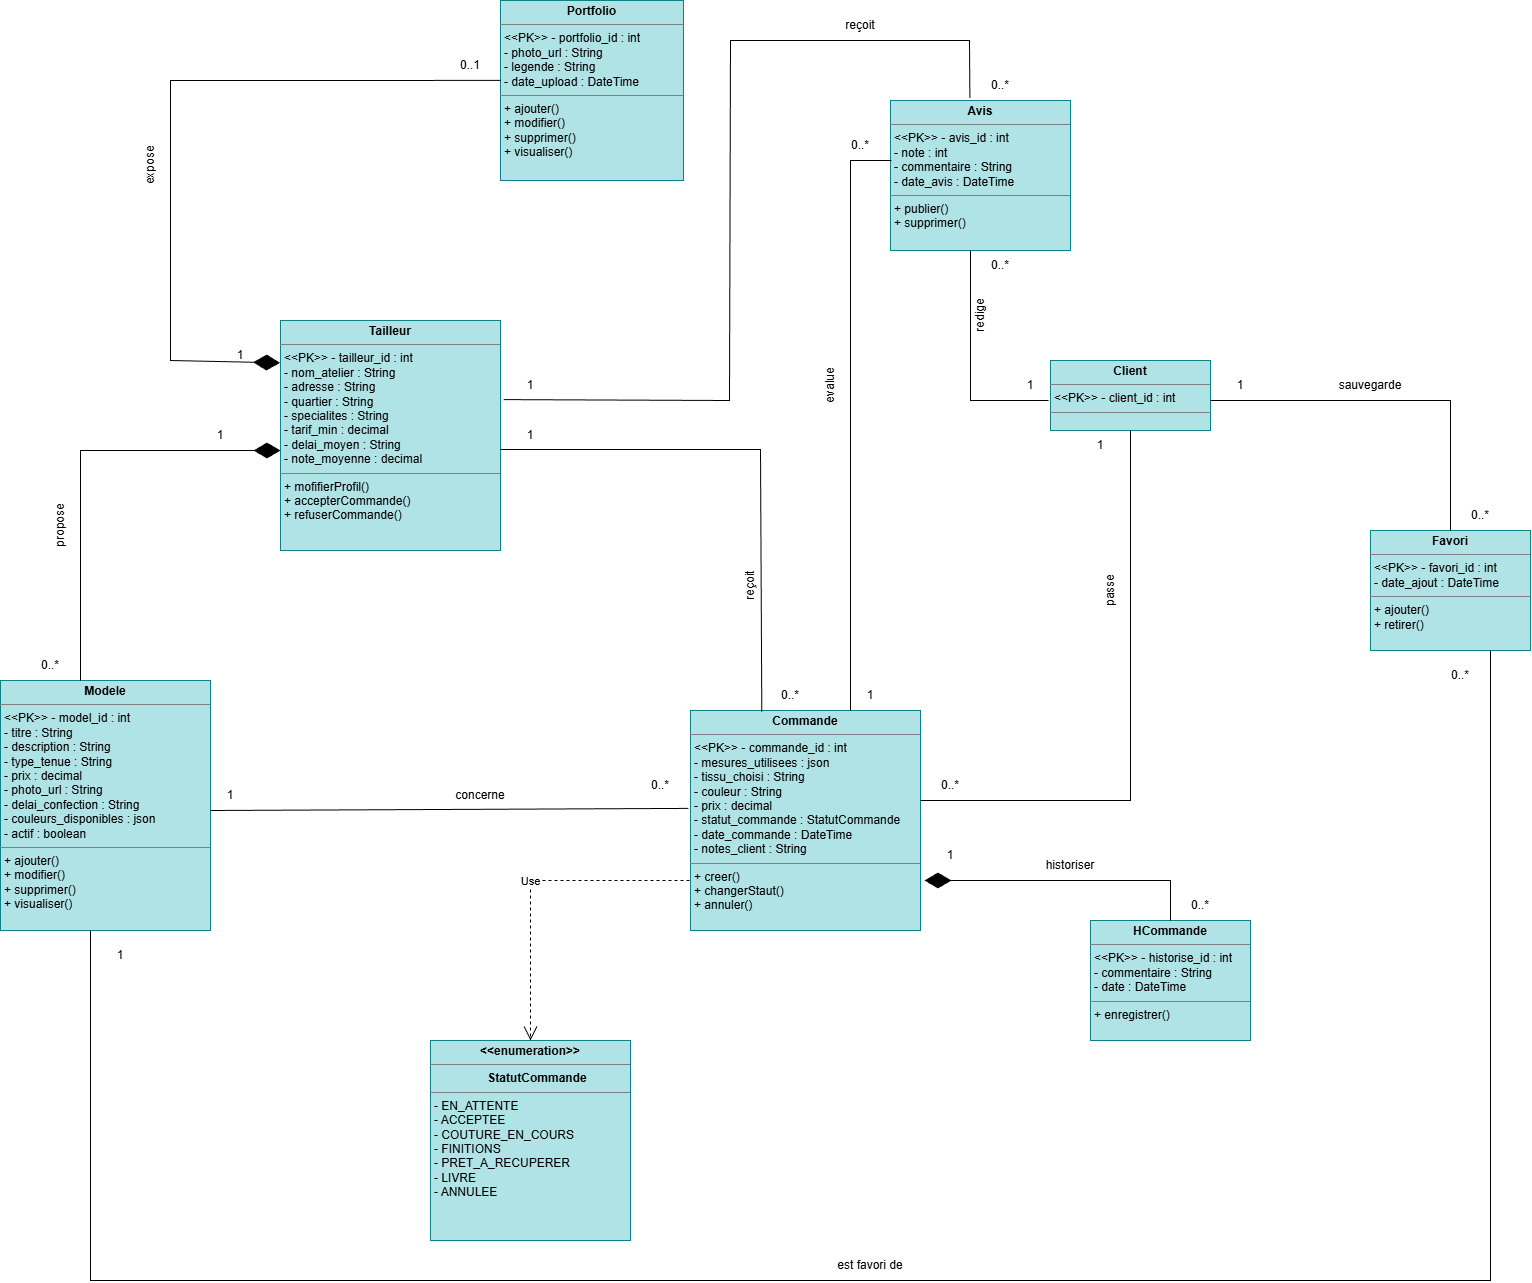 Portfolio
<<PK>> - portfolio_id : int
- photo_url : String
- legende : String
- date_upload : DateTime
+ ajouter()
+ modifier()
+ supprimer()
+ visualiser()
0..1
expose
1
reçoit
0..*
Avis
<<PK>> - avis_id : int
- note : int
- commentaire : String
- date_avis : DateTime
+ publier()
+ supprimer()
0..*
0..*
redige
evalue
Tailleur
<<PK>> - tailleur_id : int
- nom_atelier : String
- adresse : String
- quartier : String
- specialites : String
- tarif_min : decimal
- delai_moyen : String
- note_moyenne : decimal
+ mofifierProfil()
+ accepterCommande()
+ refuserCommande()
1
1
1
propose
0..*
reçoit
0..*
1
Client
<<PK>> - client_id : int
1
1
sauvegarde
1
passe
0..*
0..*
Favori
<<PK>> - favori_id : int
- date_ajout : DateTime
+ ajouter()
+ retirer()
0..*
Modele
<<PK>> - model_id : int
- titre : String
- description : String
- type_tenue : String
- prix : decimal
- photo_url : String
- delai_confection : String
- couleurs_disponibles : json
- actif : boolean
+ ajouter()
+ modifier()
+ supprimer()
+ visualiser()
1
concerne
0..*
1
Commande
<<PK>> - commande_id : int
- mesures_utilisees : json
- tissu_choisi : String
- couleur : String
- prix : decimal
- statut_commande : StatutCommande
- date_commande : DateTime
- notes_client : String
+ creer()
+ changerStaut()
+ annuler()
1
historiser
0..*
HCommande
<<PK>> - historise_id : int
- commentaire : String
- date : DateTime
+ enregistrer()
Use
<<enumeration>>
StatutCommande
- EN_ATTENTE
- ACCEPTEE
- COUTURE_EN_COURS
- FINITIONS
- PRET_A_RECUPERER
- LIVRE
- ANNULEE
est favori de